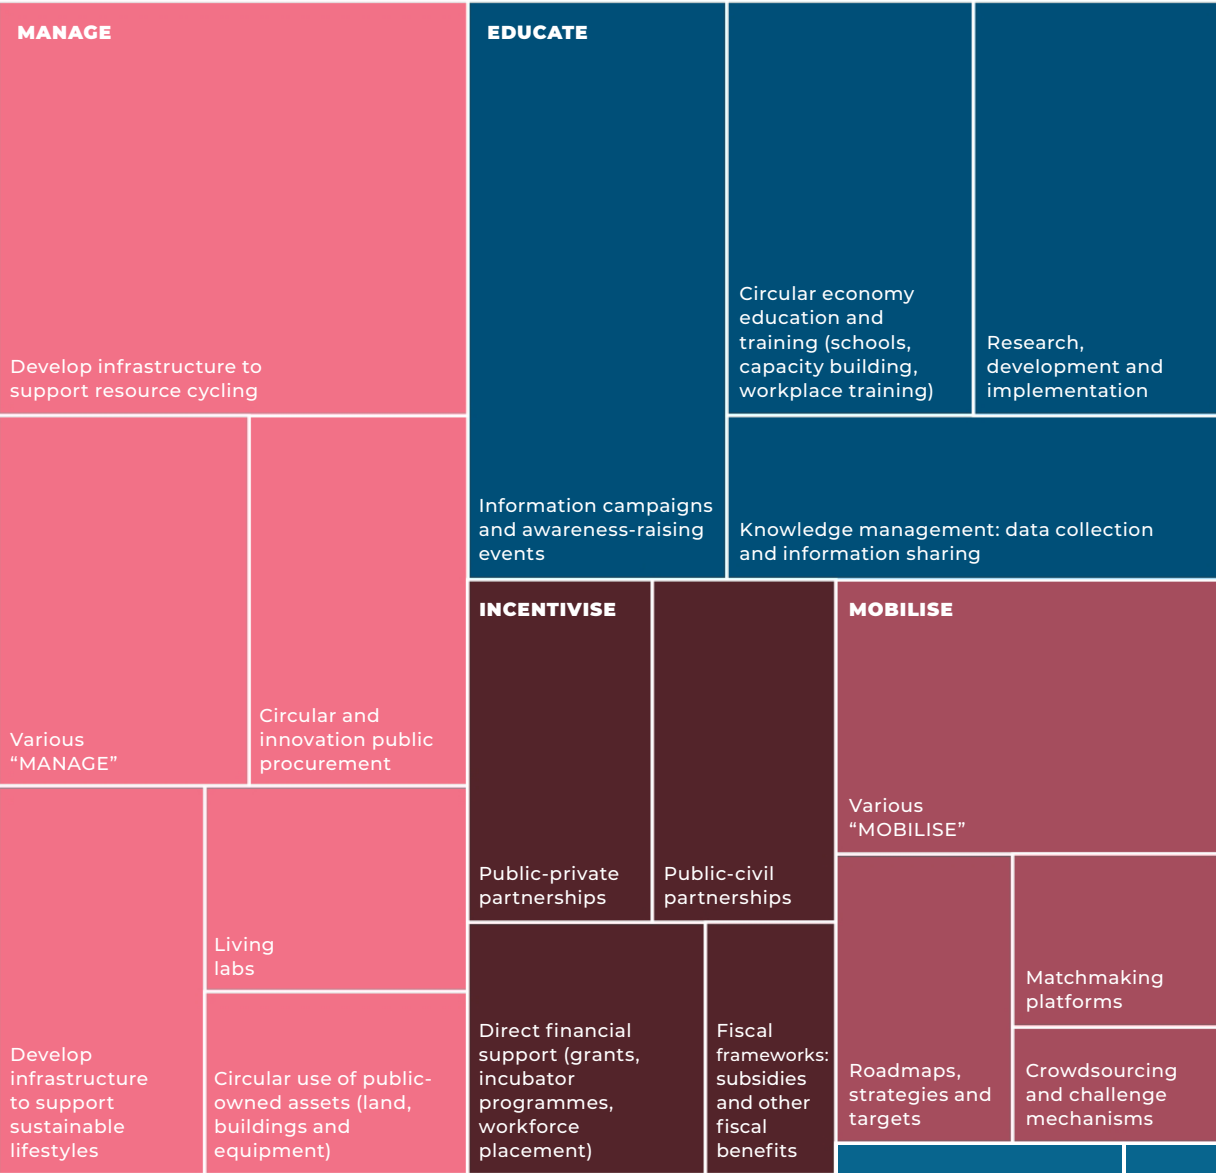 MANAGE
Develop infrastructure to
support resource cycling
Various
“MANAGE”
Circular and
innovation public
procurement
Develop
infrastructure
to support
sustainable
lifestyles
Living
labs
Circular use of public-
owned assets (land,
buildings and
equipment)
EDUCATE
Information campaigns
and awareness-raising
events
Circular economy
education and
training (schools,
capacity building,
workplace training)
Research,
development and
implementation
Knowledge management: data collection
and information sharing
INCENTIVISE
Public-private
partnerships
Public-civil
partnerships
Direct financial
support (grants,
incubator
programmes,
workforce
placement)
Fiscal
frameworks:
subsidies
and other
fiscal
benefits
MOBILISE
Various
“MOBILISE”
Roadmaps,
strategies and
targets
Matchmaking
platforms
Crowdsourcing
and challenge
mechanisms